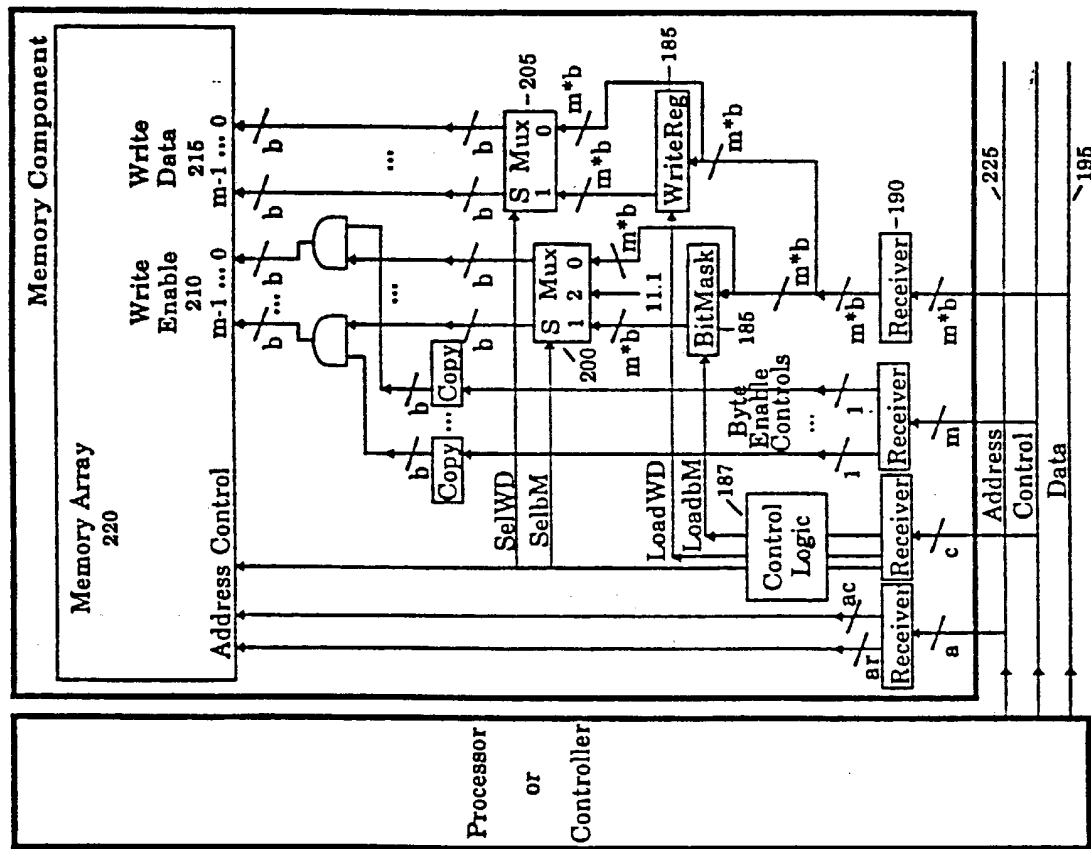 Memory Component
Memory Array
220
Address Control
Write
Enable
210
m-1 ... 0
Write
Data
215
m-1 ... 0
b
...
b
b
b
...
b
b
Copy
...
Copy
b
b
b
...
b
b
...
b
SelWD
SelbM
S Mux
1 2 0
200
S Mux
1 0
205
m*b
m*b
11.1
m*b
m*b
BitMask
185
WriteReg
185
m*b
LoadWD
LoadbM
187
Control
Logic
Byte
Enable
Controls
...
1
1
m*b
m*b
m*b
ar
ac
Receiver
Receiver
Receiver
Receiver
190
a
c
m
m*b
Address
225
Control
Data
195
Processor
or
Controller